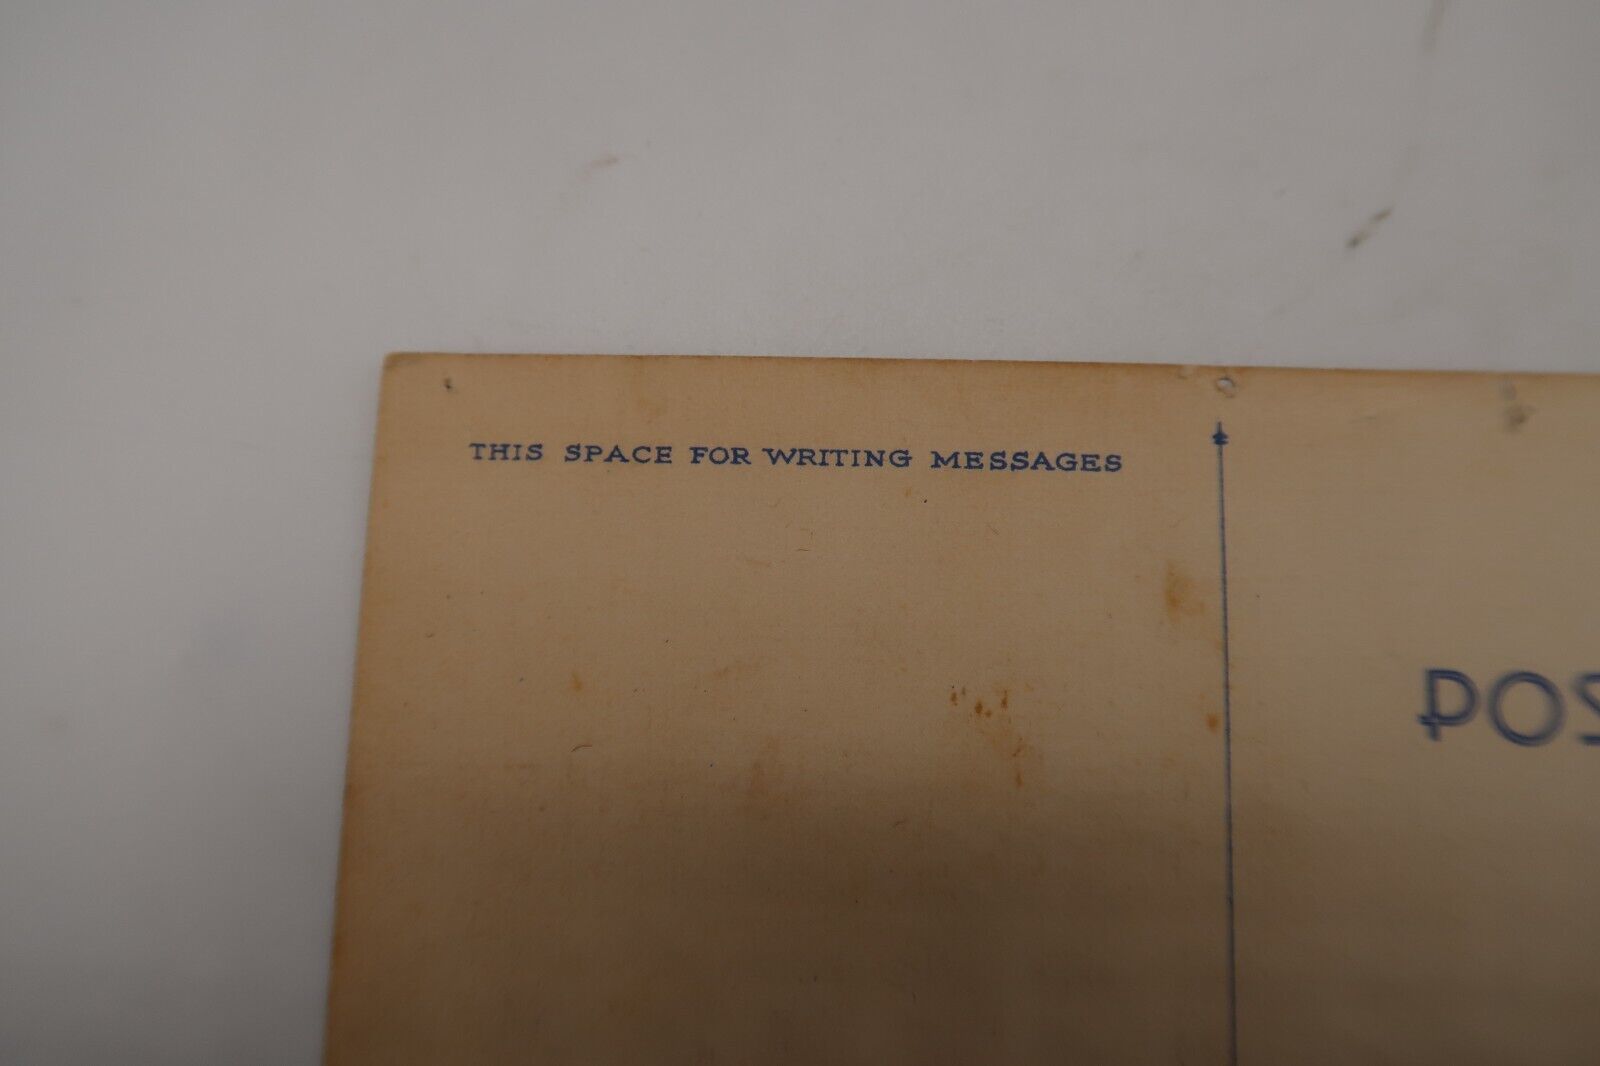 THIS SPACE FOR WRITING MESSAGES
POS